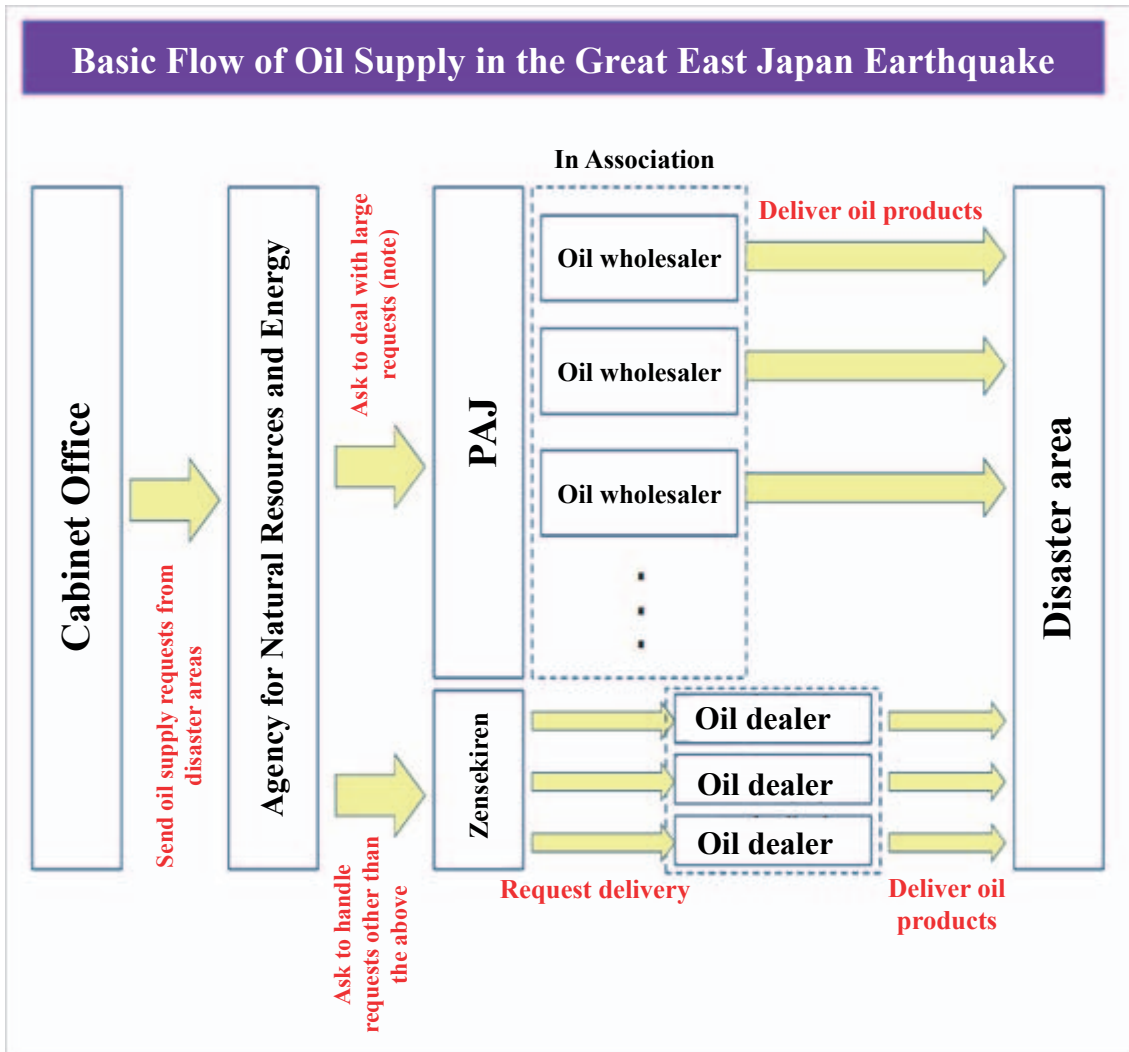 Basic Flow of Oil Supply in the Great East Japan Earthquake
Cabinet Office
Send oil supply requests from
disaster areas
Agency for Natural Resources and Energy
Ask to deal with large
requests (note)
Ask to handle
requests other than
the above
PAJ
In Association
Oil wholesaler
Oil wholesaler
Oil wholesaler
Deliver oil products
Zensekiren
Request delivery
Oil dealer
Oil dealer
Oil dealer
Deliver oil
products
Disaster area